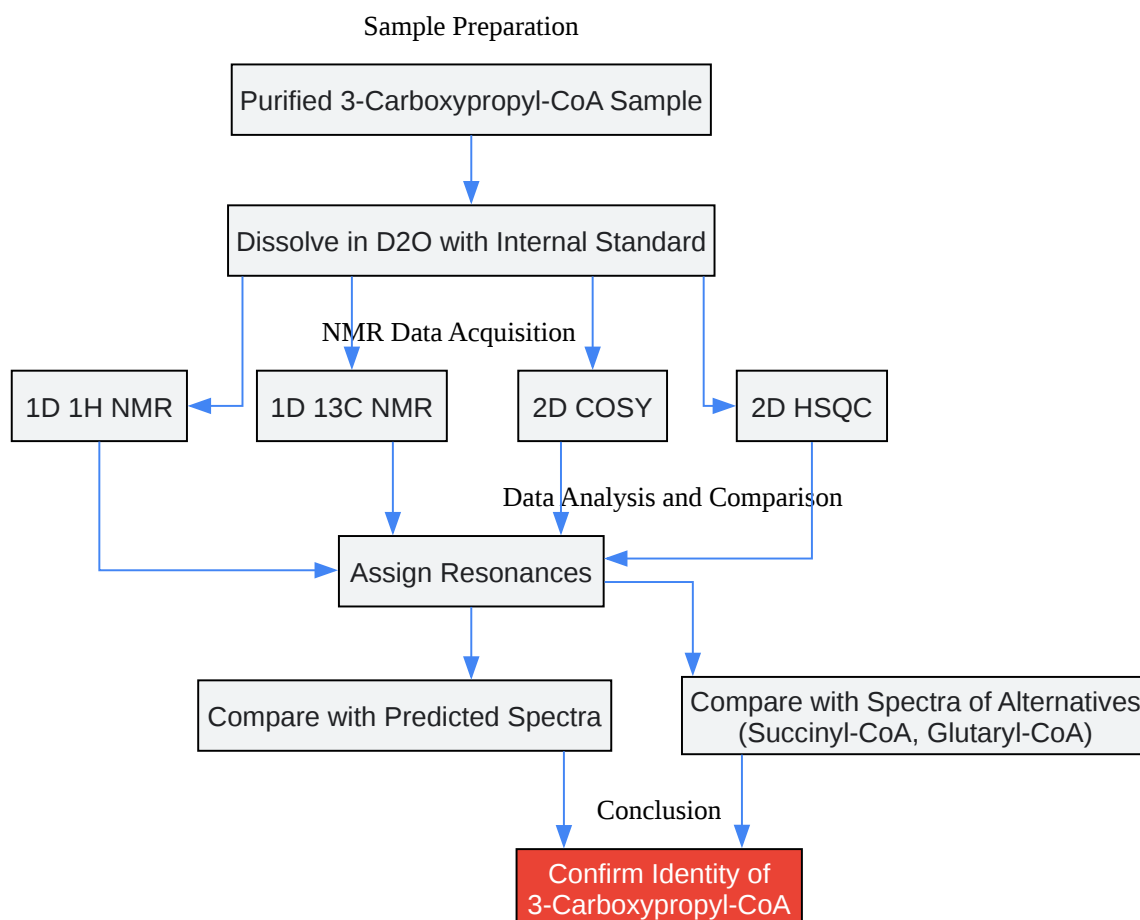 Sample Preparation
Purified 3-Carboxypropyl-CoA Sample
Dissolve in D2O with Internal Standard
NMR Data Acquisition
1D 1H NMR
1D 13C NMR
2D COSY
2D HSQC
Data Analysis and Comparison
Assign Resonances
Compare with Predicted Spectra
Compare with Spectra of Alternatives
(Succinyl-CoA, Glutaryl-CoA)
Conclusion
Confirm Identity of
3-Carboxypropyl-CoA